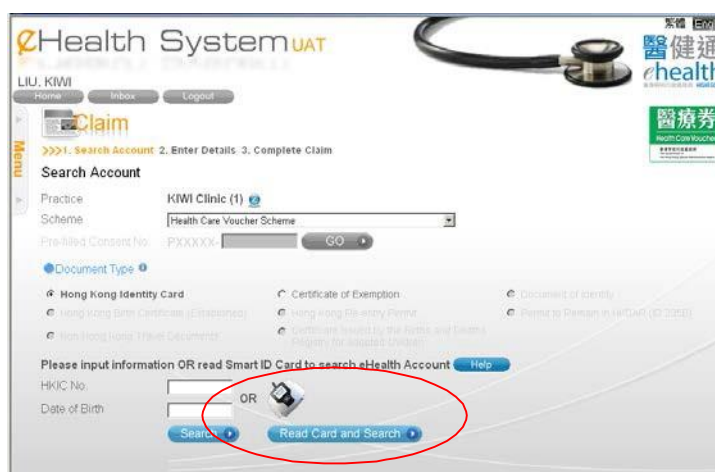 eHealth System UAT
繁體 Eng
醫健通
ehealth
LIU, KIWI
Home Inbox Logout
醫療券
Health Care Voucher
Claim
Menu
>>>1. Search Account 2. Enter Details 3. Complete Claim
Search Account
Practice KIWI Clinic (1)
Scheme Health Care Voucher Scheme
Pre-filled Consent No. PXXXXX- GO
Document Type
Hong Kong Identity Card Certificate of Exemption Document of Identity
Hong Kong Birth Certificate (Established) Hong Kong Re-entry Permit Permit to Remain in HKSAR (ID 235B)
Non Hong Kong Travel Documents Certificate issued by the Births and Deaths Registry for adopted children
Please input information OR read Smart ID Card to search eHealth Account Help
HKIC No.
OR
Date of Birth
Search Read Card and Search